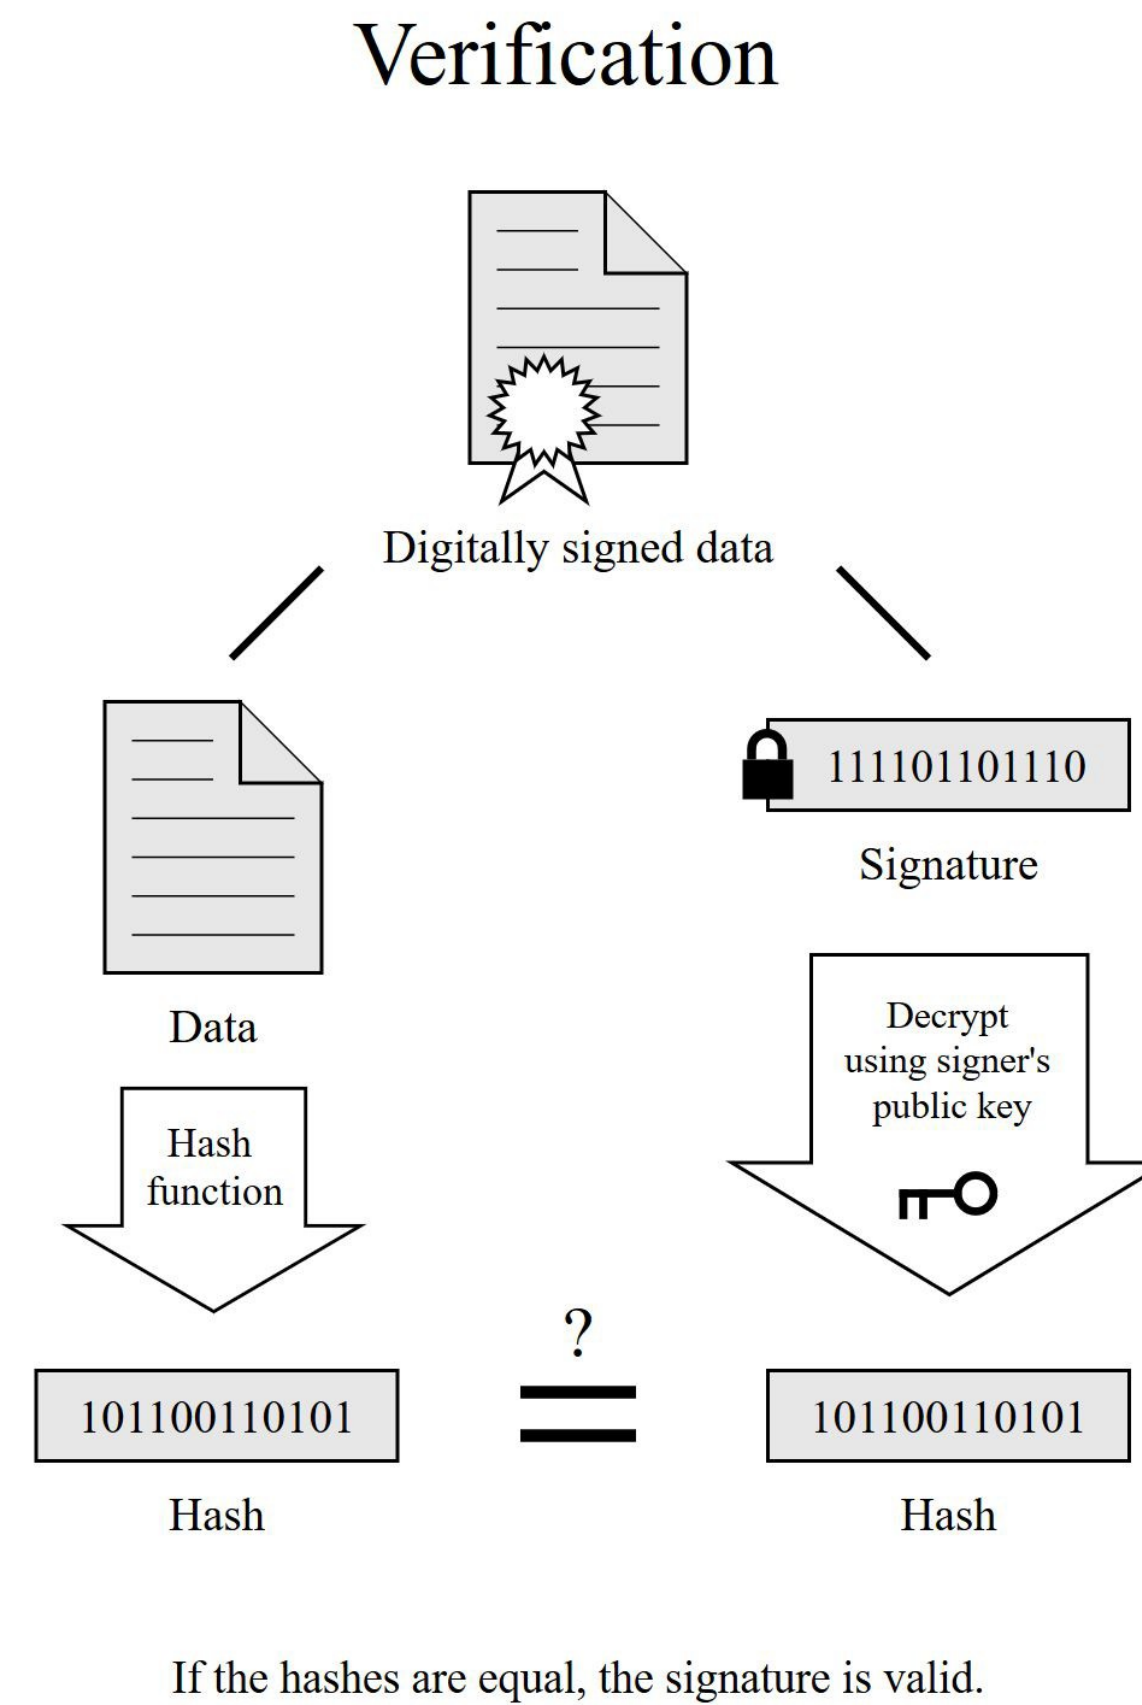 Verification
Digitally signed data
111101101110
Signature
Data
Decrypt
using signer's
public key
Hash
function
?
101100110101
101100110101
Hash
Hash
If the hashes are equal, the signature is valid.